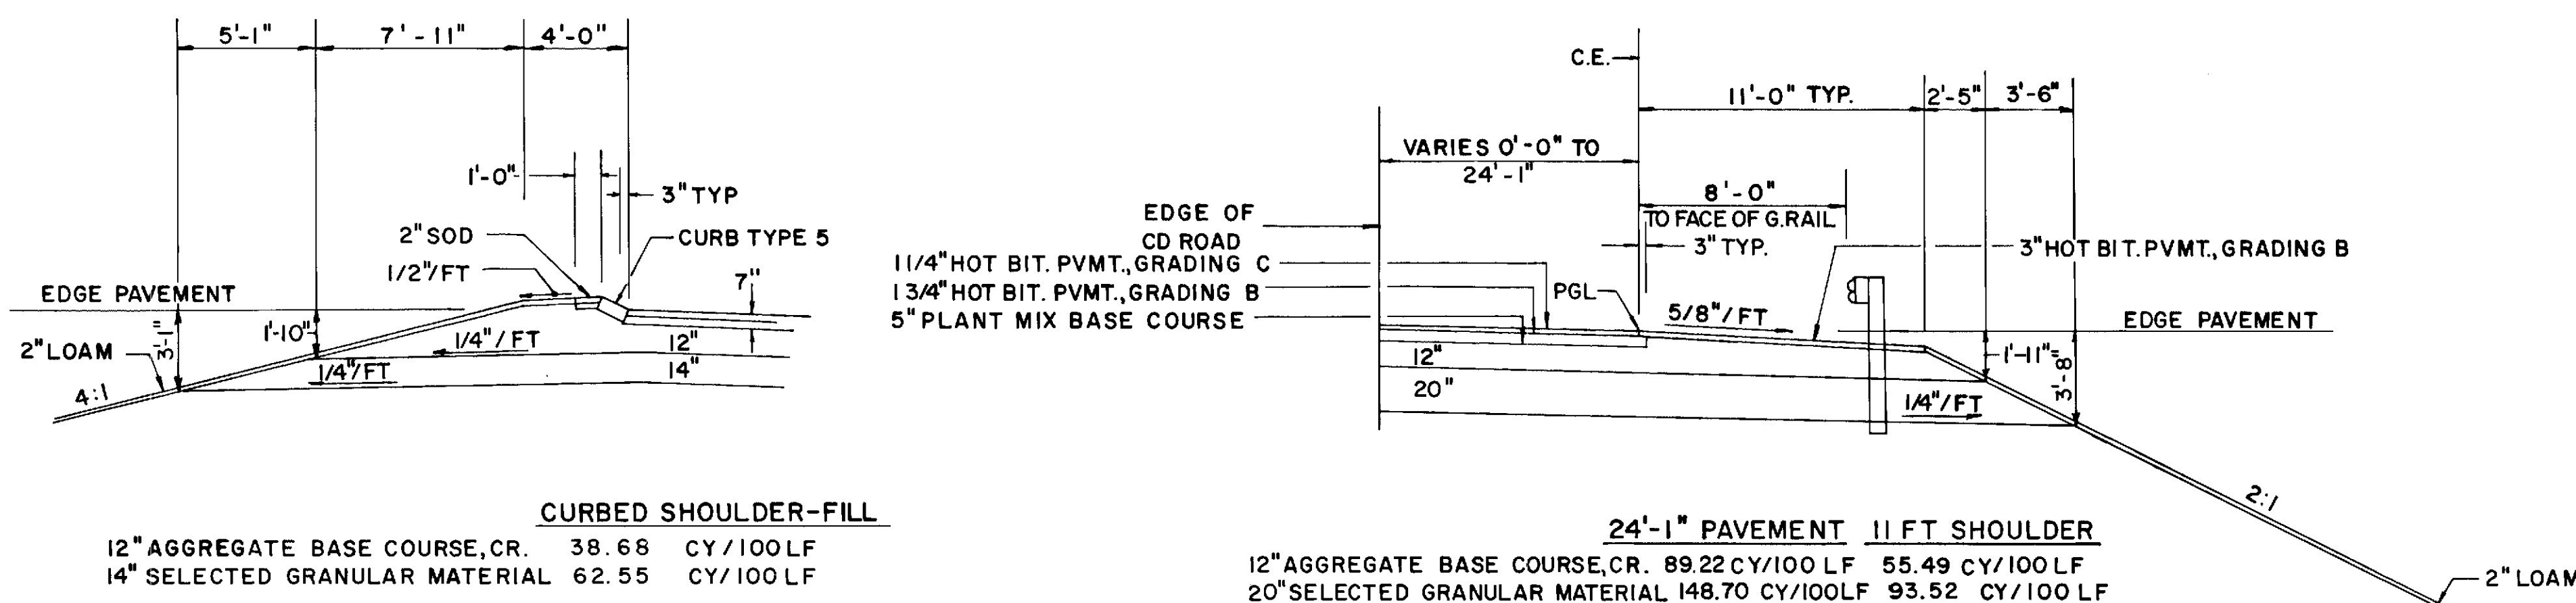 5'-1" 7'-11" 4'-0"
1'-0"
3" TYP
2" SOD
CURB TYPE 5
1/2"/FT
7"
EDGE PAVEMENT
1'-10"
3'-1"
2" LOAM
1/4"/FT
12"
1/4"/FT
14"
4:1
CURBED SHOULDER-FILL
12" AGGREGATE BASE COURSE, CR. 38.68 CY/100 LF
14" SELECTED GRANULAR MATERIAL 62.55 CY/100 LF
C.E.
11'-0" TYP. 2'-5" 3'-6"
VARIES 0'-0" TO
24'-1"
8'-0"
TO FACE OF G.RAIL
EDGE OF
CD ROAD
3" TYP.
3" HOT BIT. PVMT., GRADING B
1 1/4" HOT BIT. PVMT., GRADING C
1 3/4" HOT BIT. PVMT., GRADING B
5" PLANT MIX BASE COURSE
PGL
5/8"/FT
EDGE PAVEMENT
12"
1'-11"
3'-8"
20"
1/4"/FT
2:1
24'-1" PAVEMENT 11 FT SHOULDER
12" AGGREGATE BASE COURSE, CR. 89.22 CY/100 LF 55.49 CY/100 LF
20" SELECTED GRANULAR MATERIAL 148.70 CY/100LF 93.52 CY/100 LF
2" LOAM